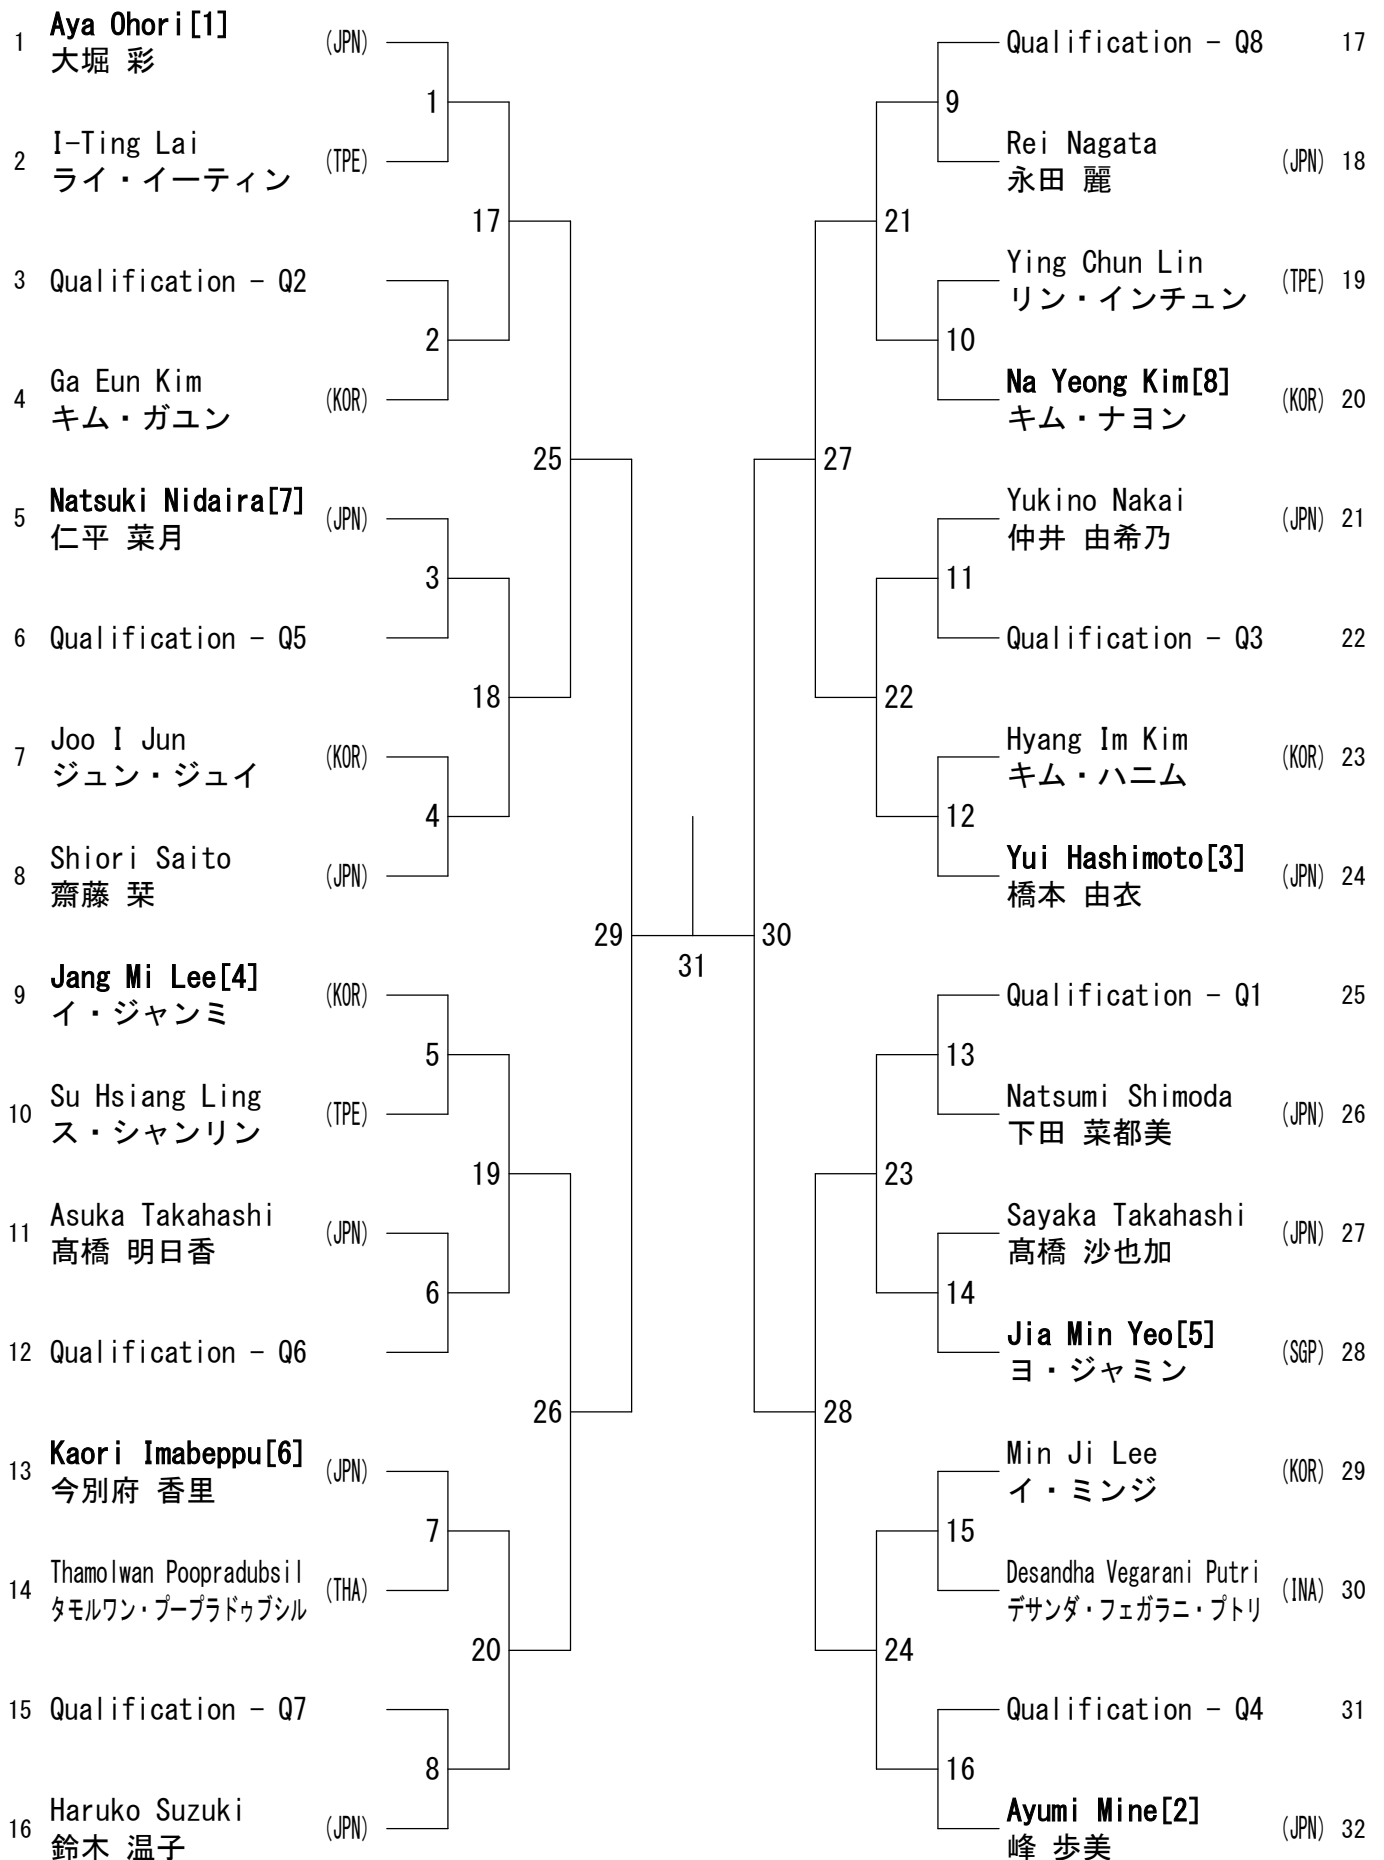 1 Aya Ohori[1] (JPN)
大堀 彩
2 I-Ting Lai (TPE)
ライ・イーティン
3 Qualification - Q2
4 Ga Eun Kim (KOR)
キム・ガユン
5 Natsuki Nidaira[7] (JPN)
仁平 菜月
6 Qualification - Q5
7 Joo I Jun (KOR)
ジュン・ジュイ
8 Shiori Saito (JPN)
齋藤 栞
9 Jang Mi Lee[4] (KOR)
イ・ジャンミ
10 Su Hsiang Ling (TPE)
ス・シャンリン
11 Asuka Takahashi (JPN)
髙橋 明日香
12 Qualification - Q6
13 Kaori Imabeppu[6] (JPN)
今別府 香里
14 Thamolwan Poopradubsil (THA)
タモルワン・プープラドゥブシル
15 Qualification - Q7
16 Haruko Suzuki (JPN)
鈴木 温子
1
2
3
4
5
6
7
8
17
18
19
20
25
26
29
31
30
27
28
21
22
23
24
9
10
11
12
13
14
15
16
Qualification - Q8 17
Rei Nagata (JPN) 18
永田 麗
Ying Chun Lin (TPE) 19
リン・インチュン
Na Yeong Kim[8] (KOR) 20
キム・ナヨン
Yukino Nakai (JPN) 21
仲井 由希乃
Qualification - Q3 22
Hyang Im Kim (KOR) 23
キム・ハニム
Yui Hashimoto[3] (JPN) 24
橋本 由衣
Qualification - Q1 25
Natsumi Shimoda (JPN) 26
下田 菜都美
Sayaka Takahashi (JPN) 27
髙橋 沙也加
Jia Min Yeo[5] (SGP) 28
ヨ・ジャミン
Min Ji Lee (KOR) 29
イ・ミンジ
Desandha Vegarani Putri (INA) 30
デサンダ・フェガラニ・プトリ
Qualification - Q4 31
Ayumi Mine[2] (JPN) 32
峰 歩美